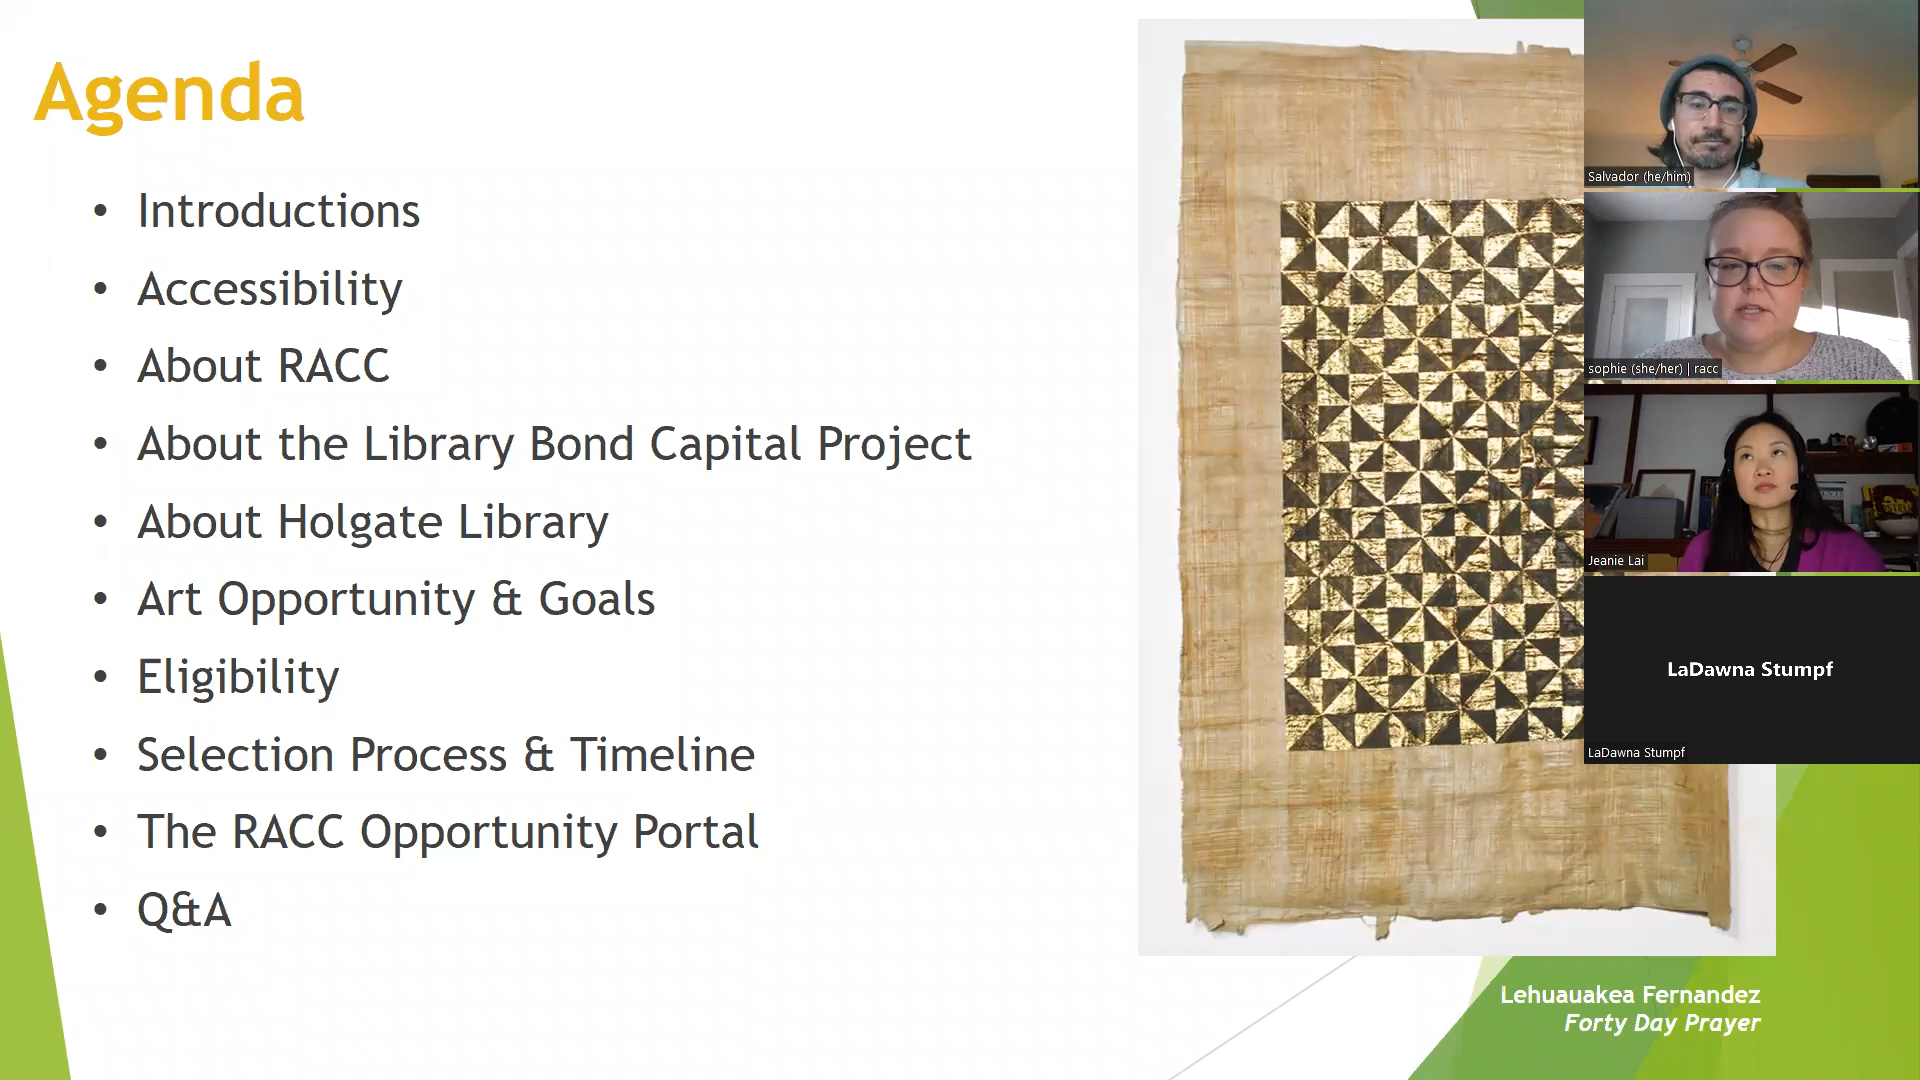 Agenda
• Introductions
• Accessibility
• About RACC
• About the Library Bond Capital Project
• About Holgate Library
• Art Opportunity & Goals
• Eligibility
• Selection Process & Timeline
• The RACC Opportunity Portal
• Q&A
Lehuauakea Fernandez
Forty Day Prayer
Salvador (he/him)
sophie (she/her) | racc
Jeanie Lai
LaDawna Stumpf
LaDawna Stumpf